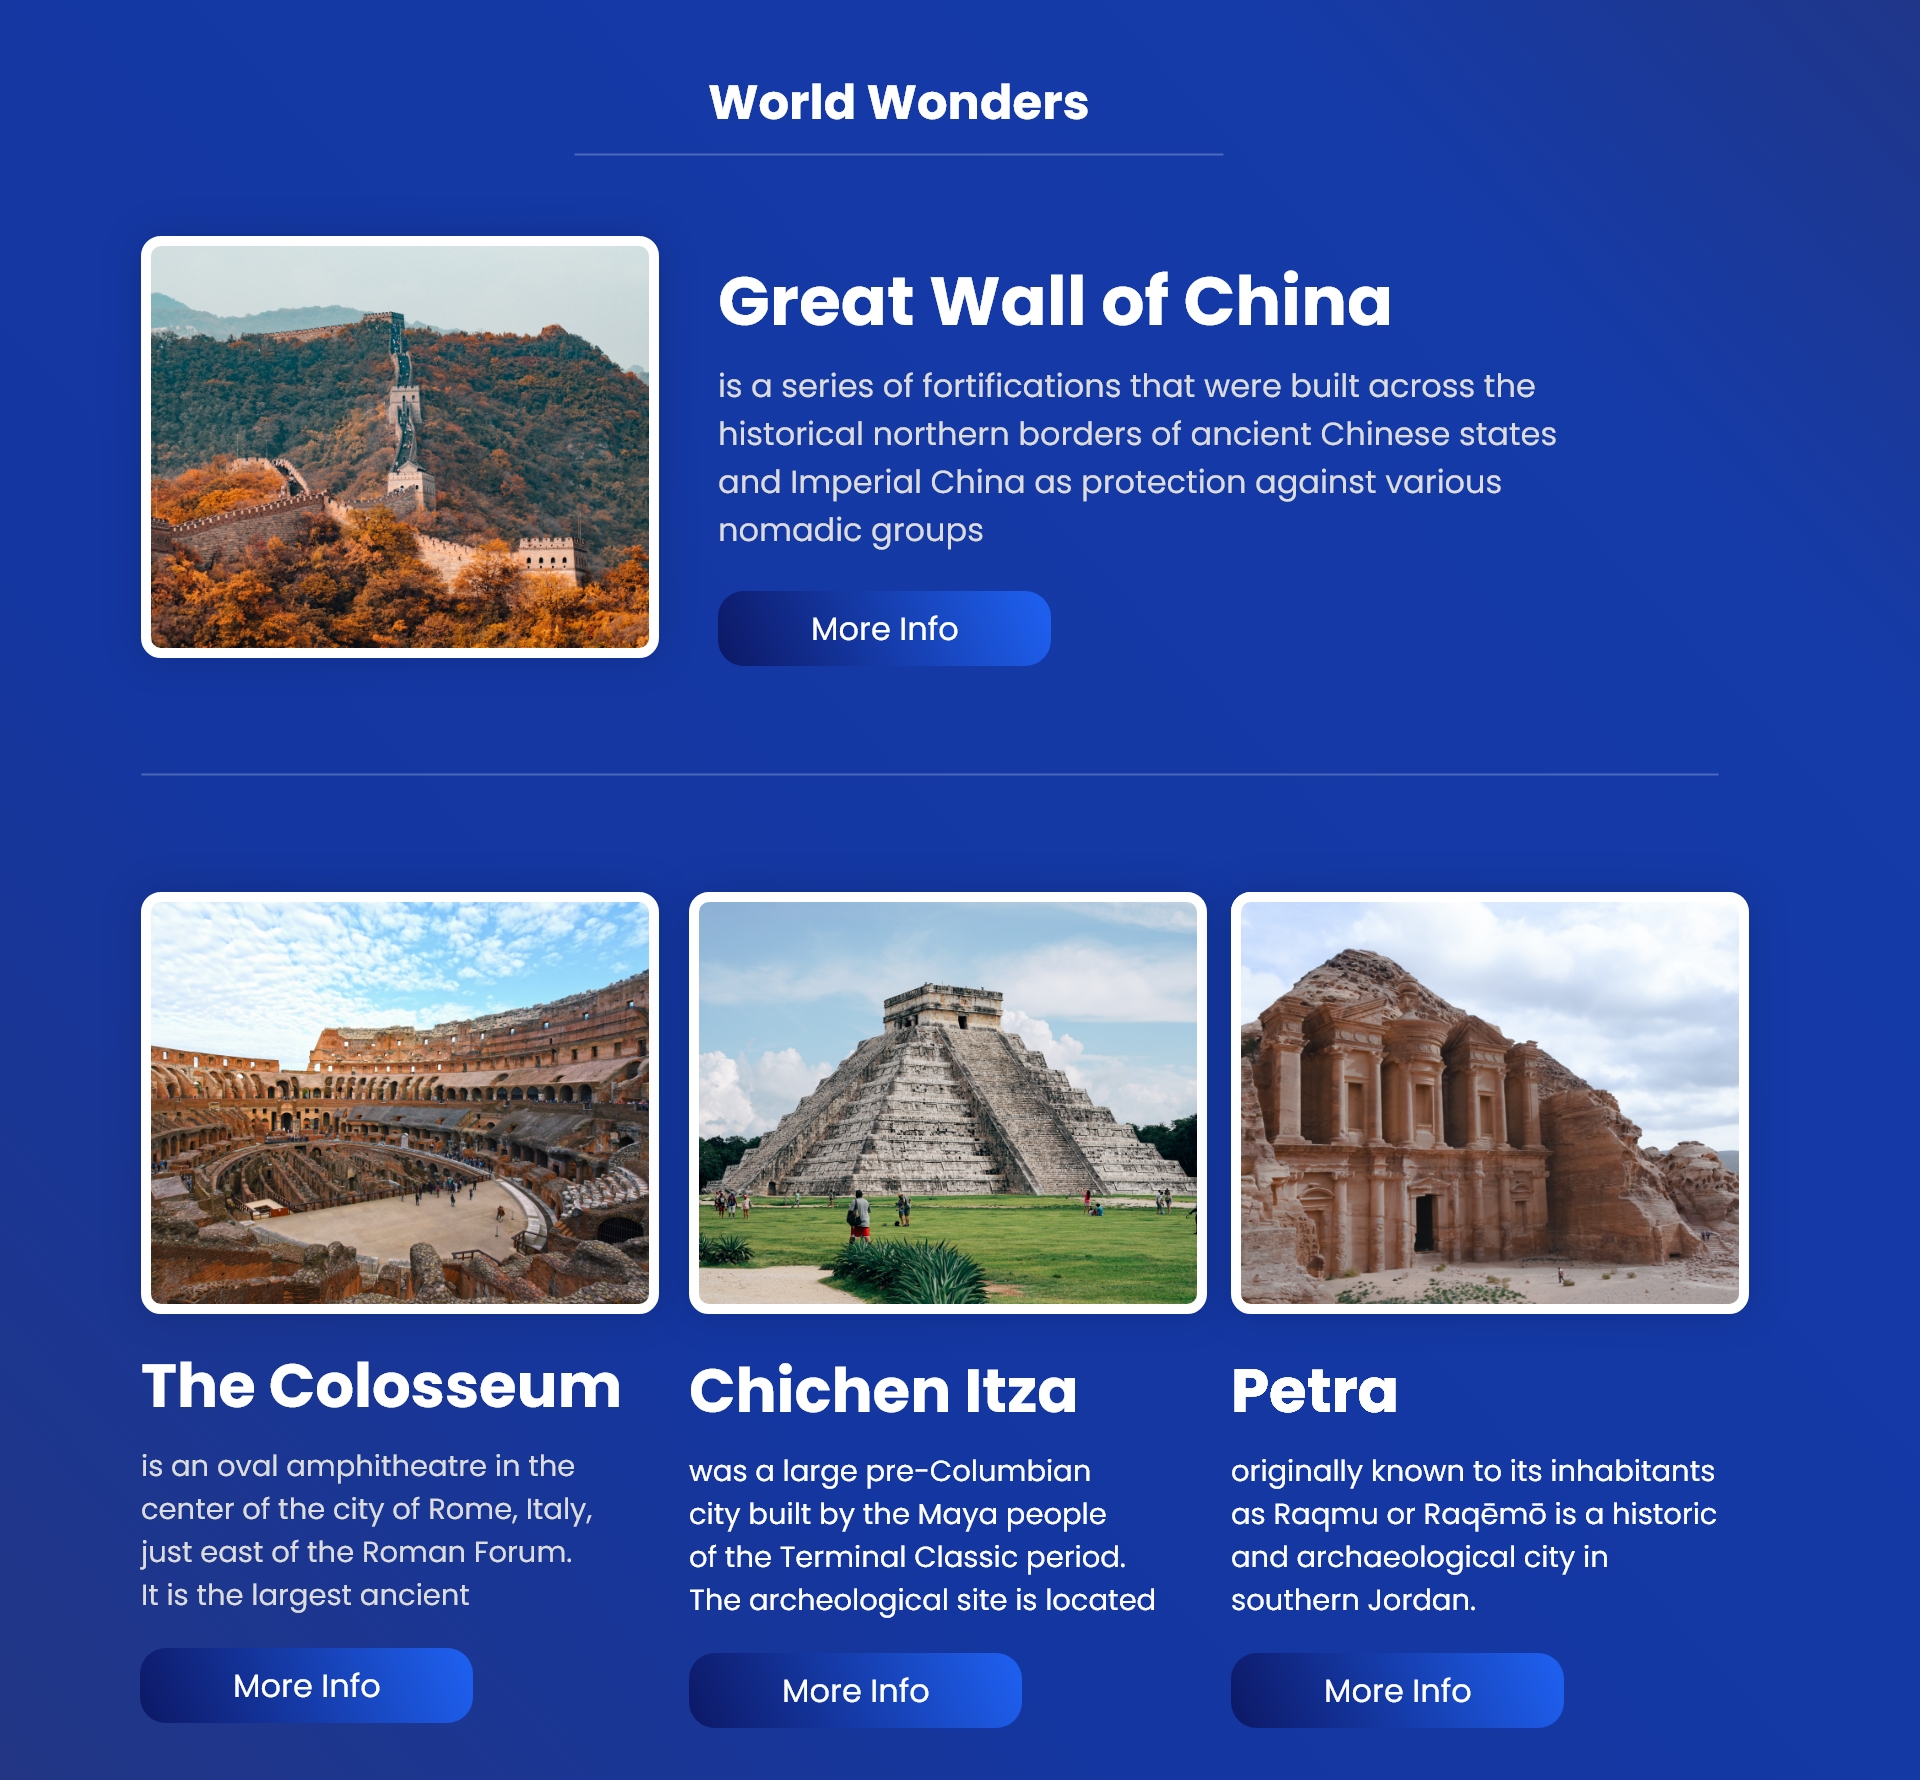 World Wonders
Great Wall of China
is a series of fortifications that were built across the
historical northern borders of ancient Chinese states
and Imperial China as protection against various
nomadic groups
More Info
The Colosseum
is an oval amphitheatre in the
center of the city of Rome, Italy,
just east of the Roman Forum.
It is the largest ancient
More Info
Chichen Itza
was a large pre-Columbian
city built by the Maya people
of the Terminal Classic period.
The archeological site is located
More Info
Petra
originally known to its inhabitants
as Raqmu or Raqēmō is a historic
and archaeological city in
southern Jordan.
More Info